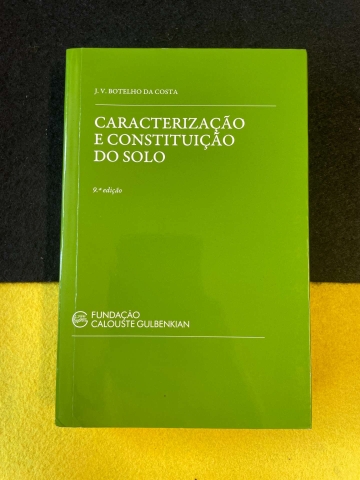 J. V. BOTELHO DA COSTA
CARACTERIZAÇÃO
E CONSTITUIÇÃO
DO SOLO
9.ª edição
FUNDAÇÃO
CALOUSTE GULBENKIAN